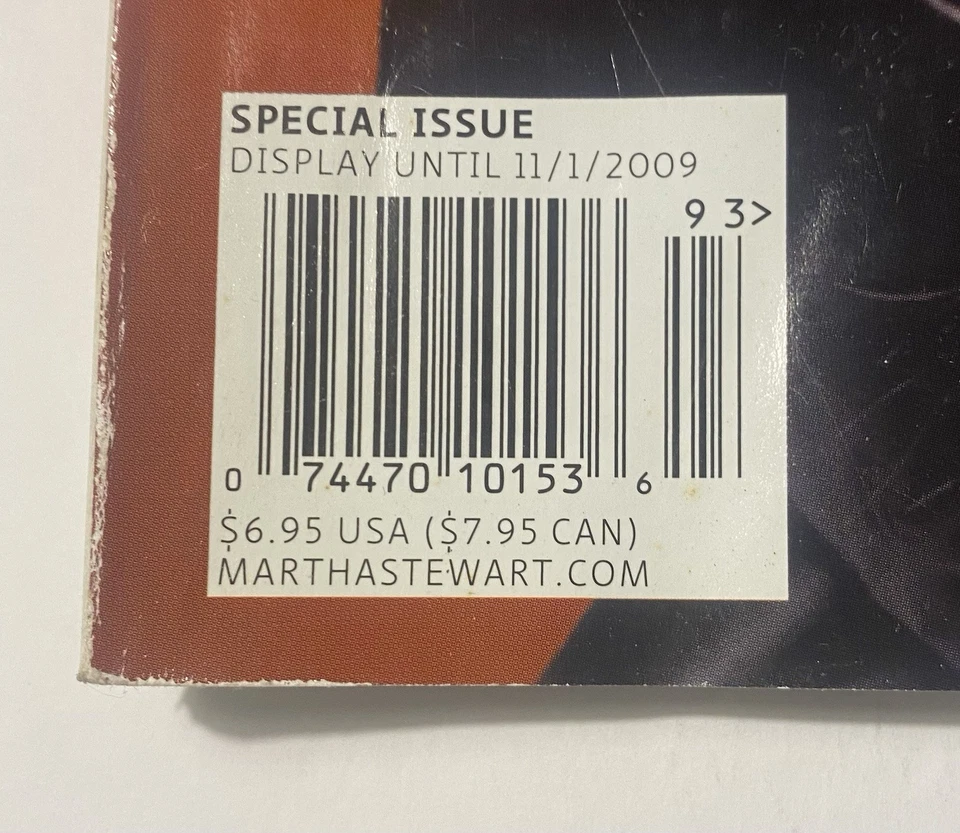 SPECIAL ISSUE
DISPLAY UNTIL 11/1/2009
9 3>
0 74470 10153 6
$6.95 USA ($7.95 CAN)
MARTHASTEWART.COM